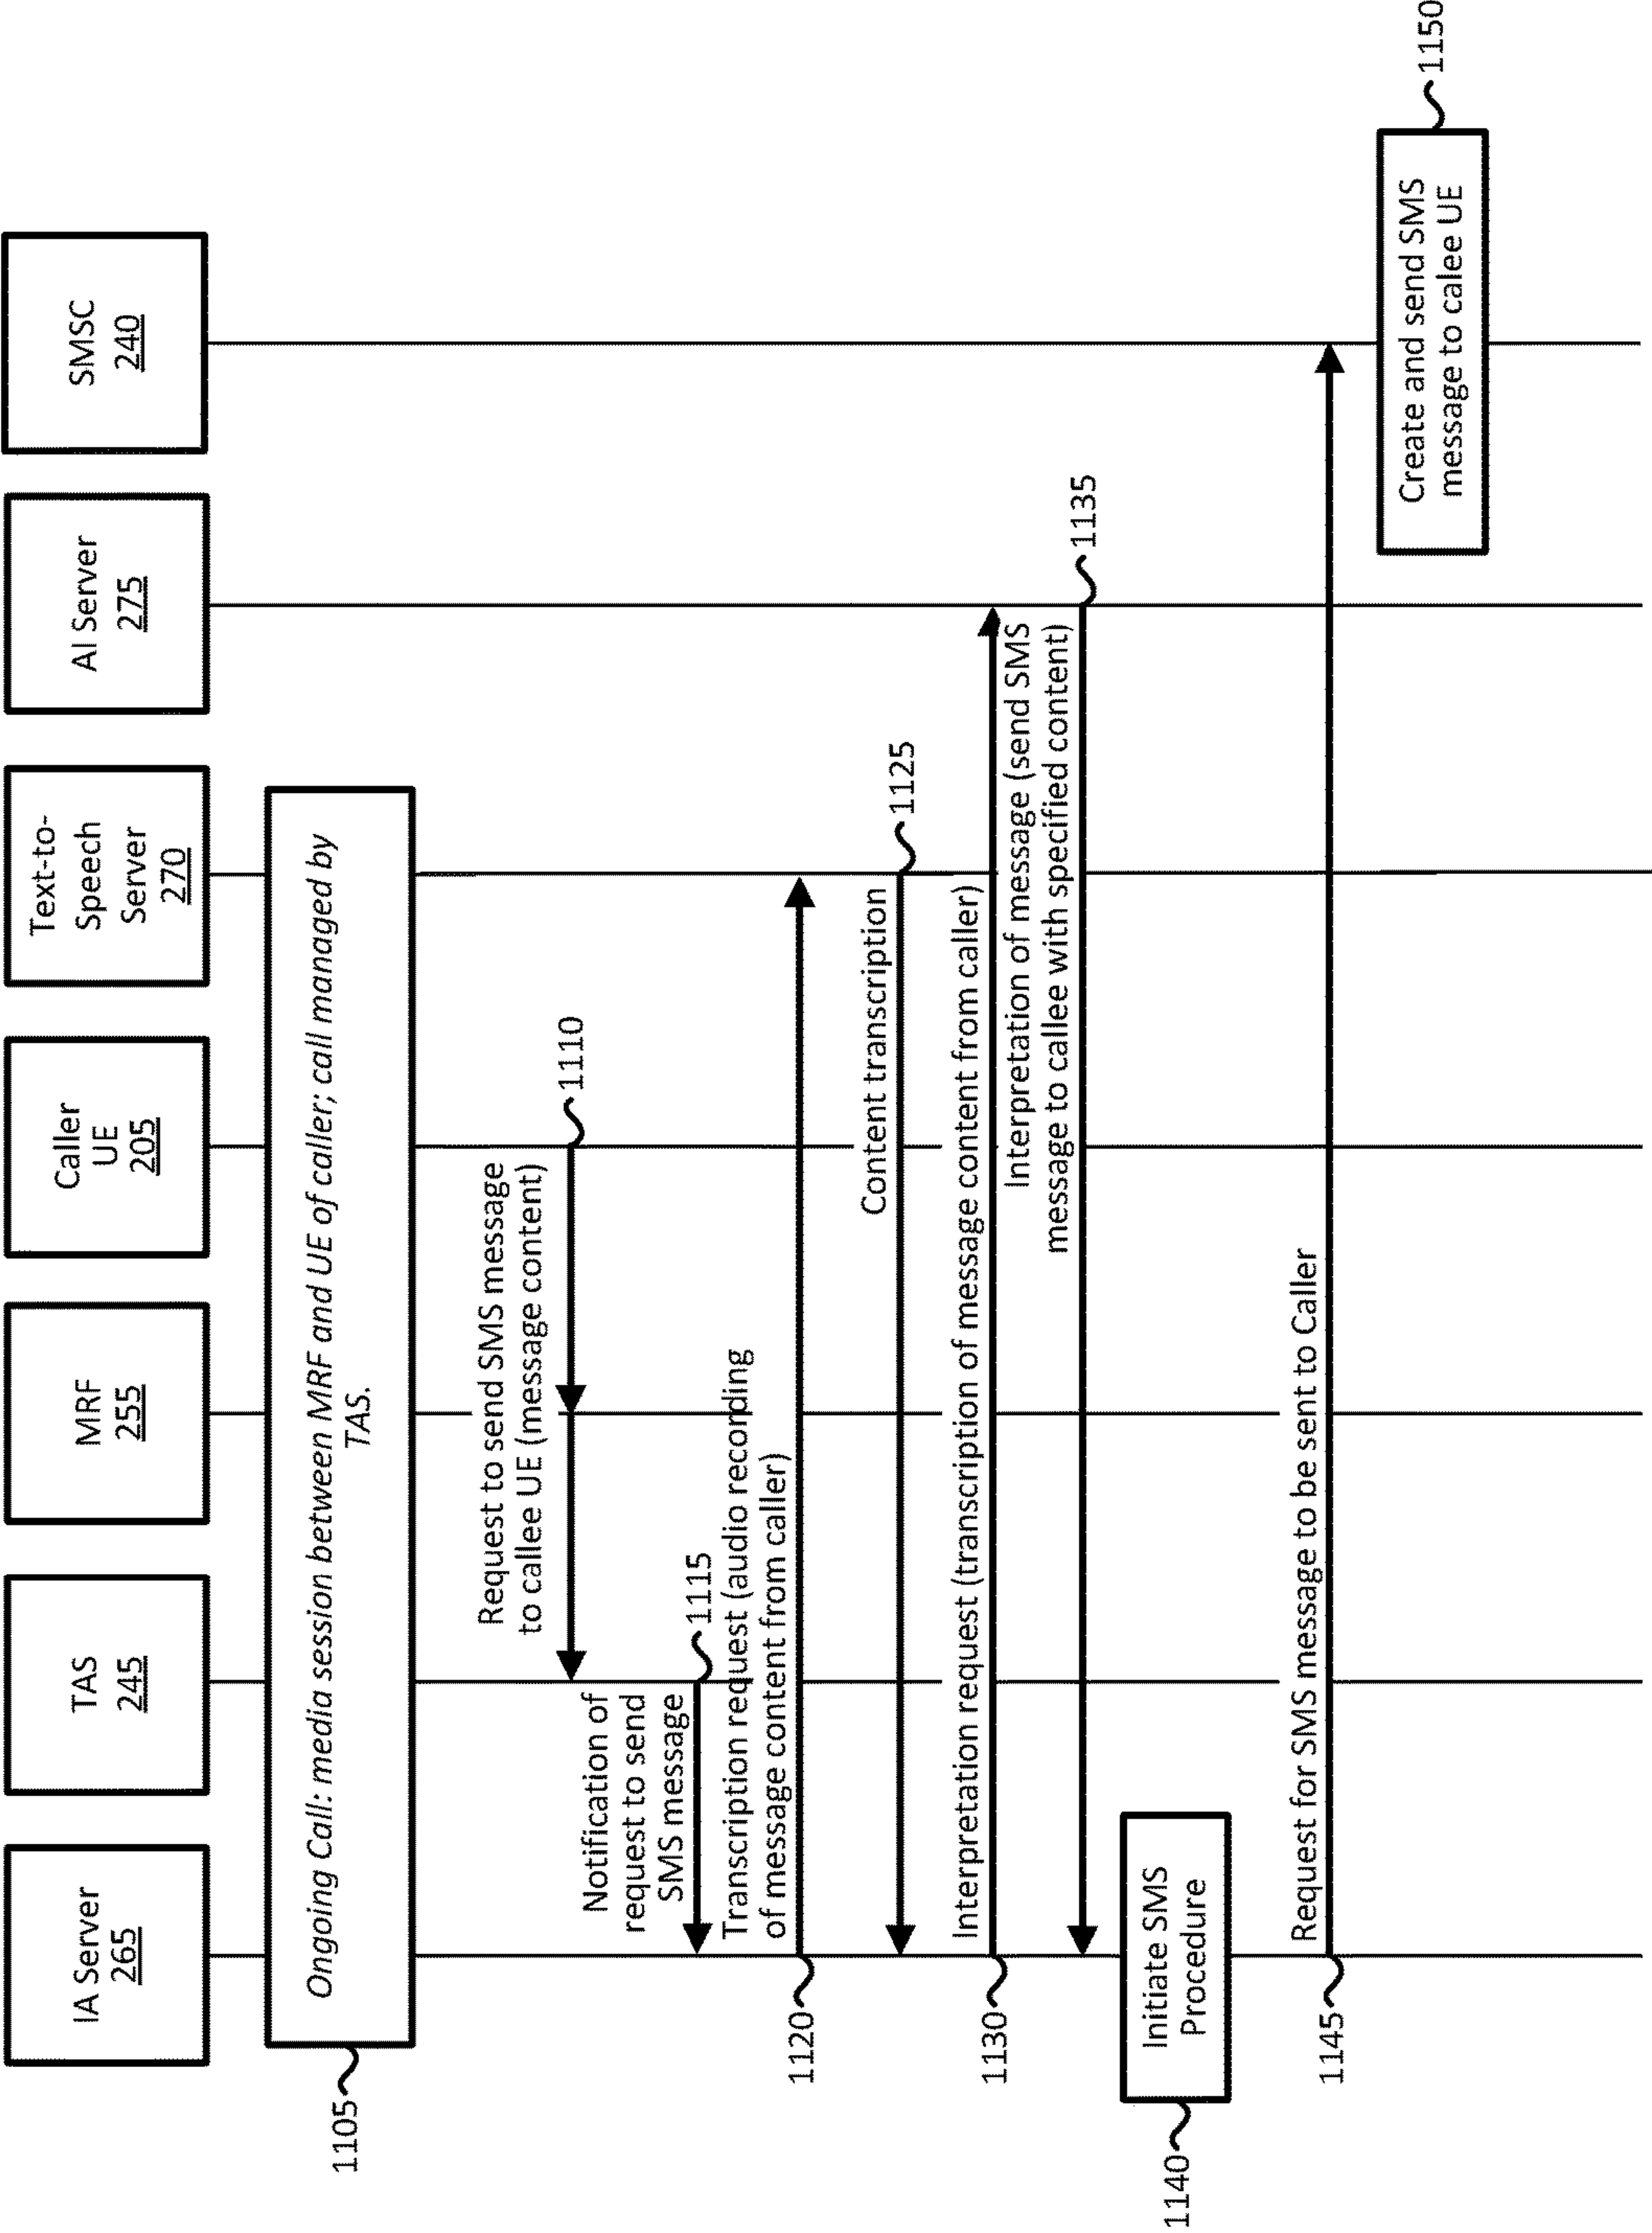 IA Server
265
TAS
245
MRF
255
Caller
UE
205
Text-to-
Speech
Server
270
AI Server
275
SMSC
240
1105
Ongoing Call: media session between MRF and UE of caller; call managed by
TAS.
Request to send SMS message
to callee UE (message content)
1110
Notification of
request to send
SMS message
1115
Transcription request (audio recording
of message content from caller)
1120
Content transcription
1125
Interpretation request (transcription of message content from caller)
1130
Interpretation of message (send SMS
message to callee with specified content)
1135
Initiate SMS
Procedure
1140
Request for SMS message to be sent to Caller
1145
Create and send SMS
message to calee UE
1150